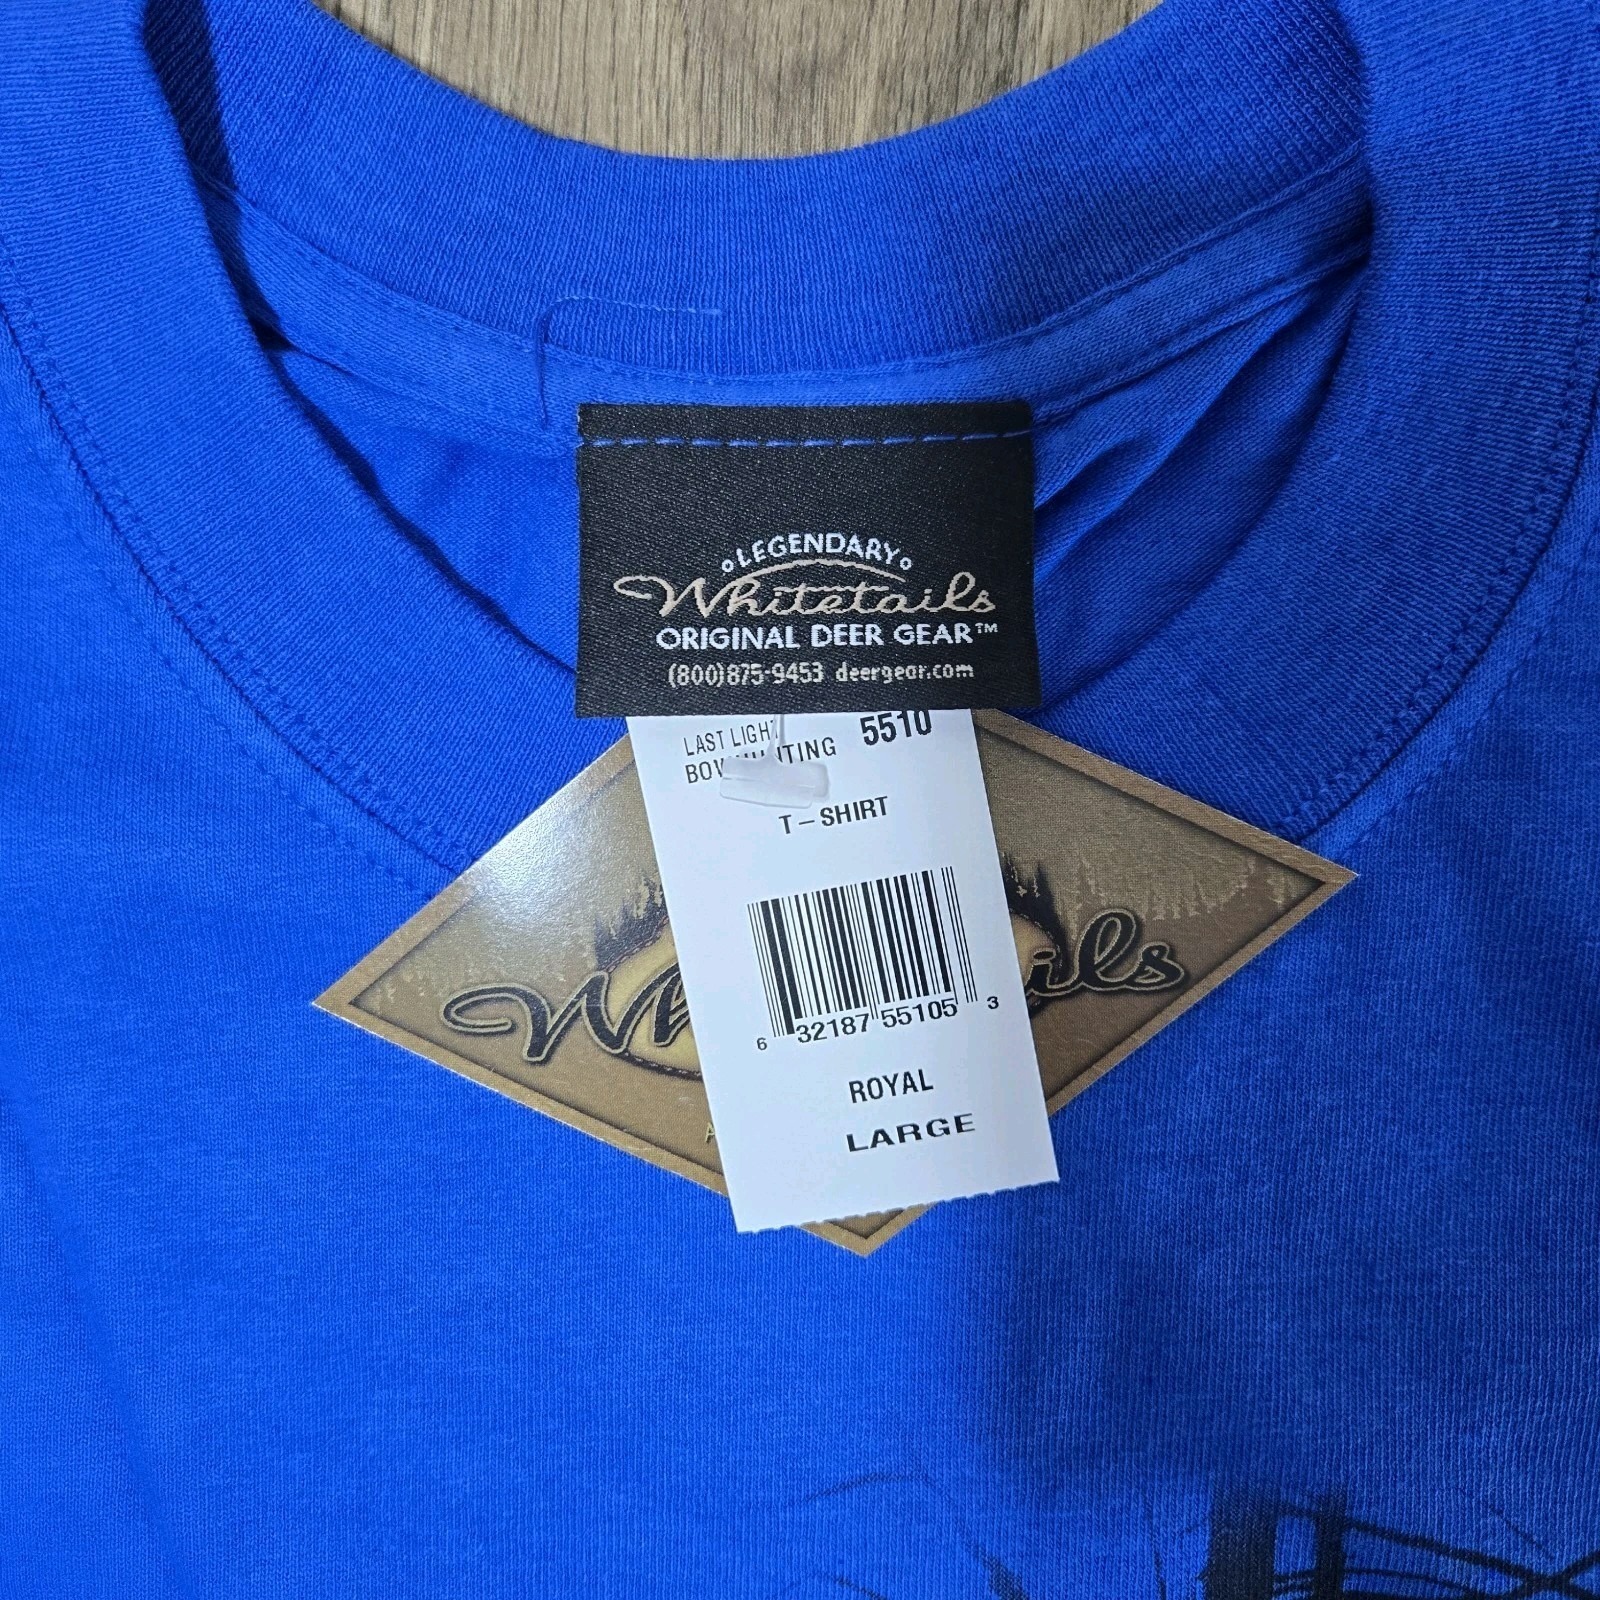 LEGENDARY
Whitetails
ORIGINAL DEER GEAR™
(800)875-9453 deergear.com
LAST LIGHT 5510
T-SHIRT
6 32187 55105 3
ROYAL
LARGE